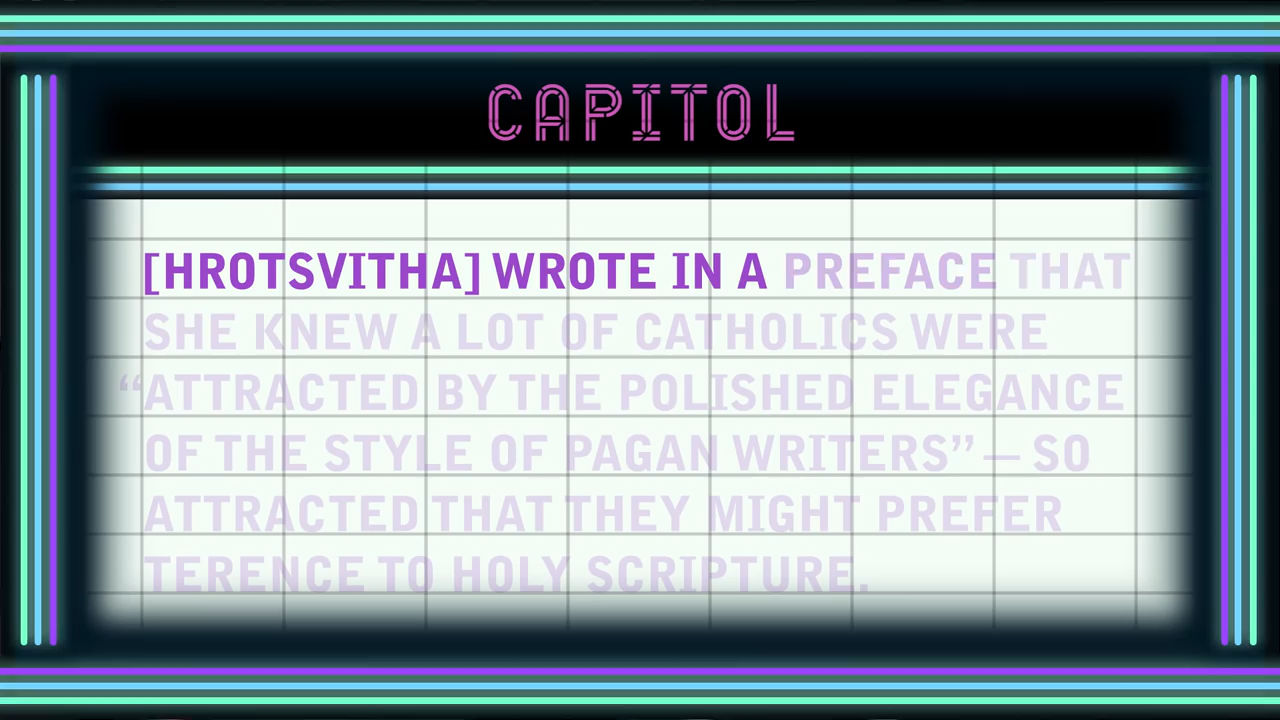 CAPITOL
[HROTSVITHA] WROTE IN A PREFACE THAT
SHE KNEW A LOT OF CATHOLICS WERE
“ATTRACTED BY THE POLISHED ELEGANCE
OF THE STYLE OF PAGAN WRITERS” — SO
ATTRACTED THAT THEY MIGHT PREFER
TERENCE TO HOLY SCRIPTURE.